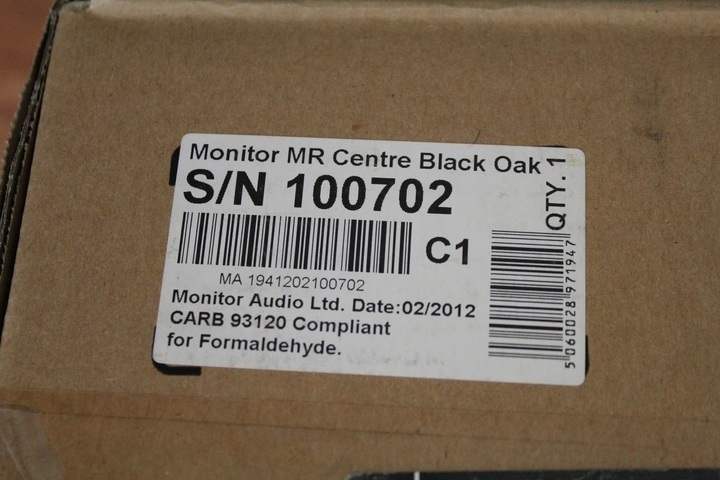 Monitor MR Centre Black Oak
QTY. 1
S/N 100702
C1
MA 1941202100702
Monitor Audio Ltd. Date:02/2012
CARB 93120 Compliant
for Formaldehyde.
5 060028 971947